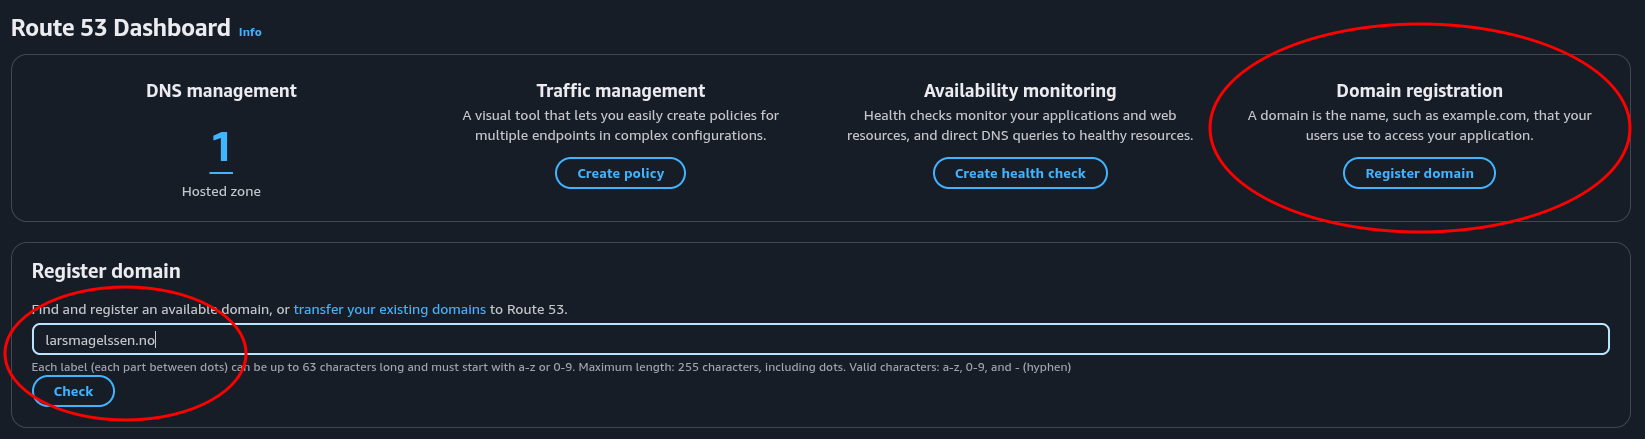 Route 53 Dashboard Info
DNS management
1
Hosted zone
Traffic management
A visual tool that lets you easily create policies for
multiple endpoints in complex configurations.
Create policy
Availability monitoring
Health checks monitor your applications and web
resources, and direct DNS queries to healthy resources.
Create health check
Domain registration
A domain is the name, such as example.com, that your
users use to access your application.
Register domain
Register domain
Find and register an available domain, or transfer your existing domains to Route 53.
larsmagelssen.no
Each label (each part between dots) can be up to 63 characters long and must start with a-z or 0-9. Maximum length: 255 characters, including dots. Valid characters: a-z, 0-9, and - (hyphen)
Check